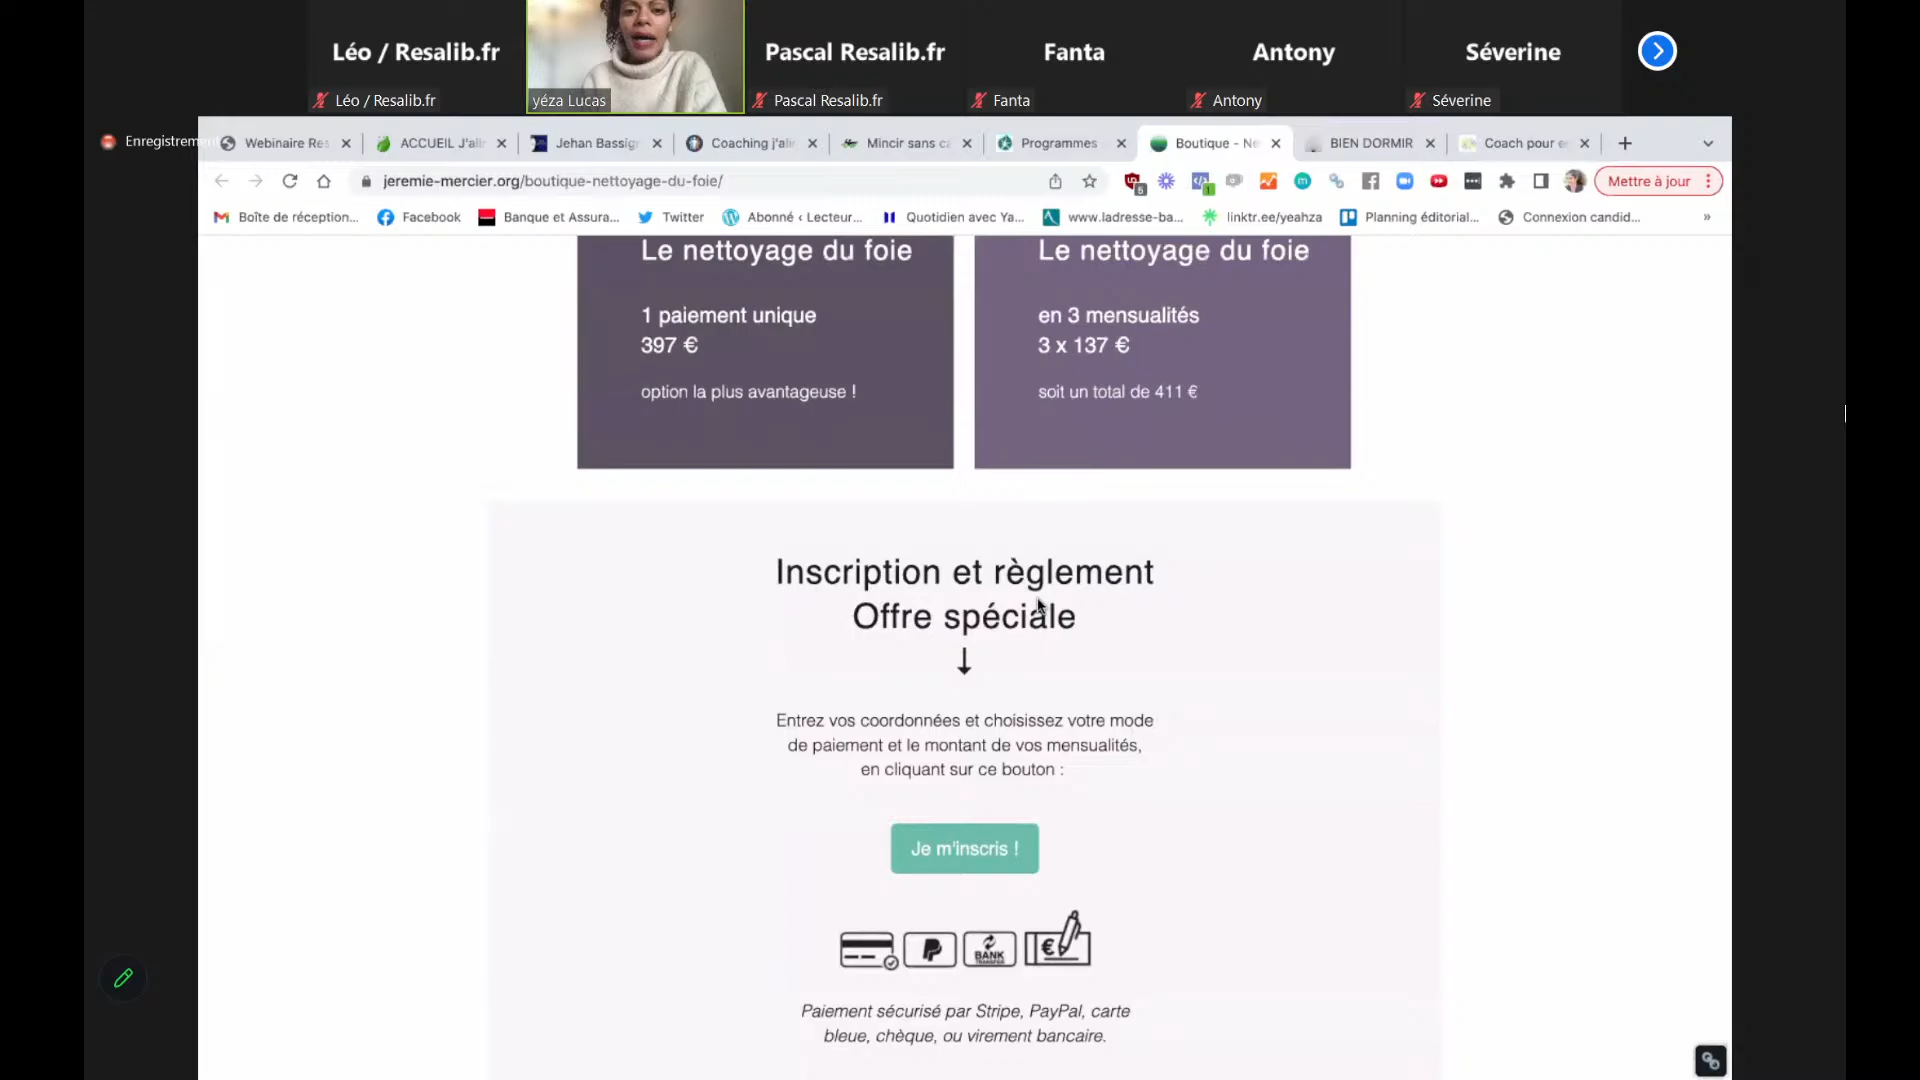 Léo / Resalib.fr
Pascal Resalib.fr
Fanta
Antony
Séverine
Léo / Resalib.fr
yéza Lucas
Pascal Resalib.fr
Fanta
Antony
Séverine
Enregistrement
Webinaire Res
ACCUEIL J'ali
Jehan Bassig
Coaching j'ali
Mincir sans ca
Programmes
Boutique - Ne
BIEN DORMIR
Coach pour e
jeremie-mercier.org/boutique-nettoyage-du-foie/
Mettre à jour
Boîte de réception...
Facebook
Banque et Assura...
Twitter
Abonné ‹ Lecteur...
Quotidien avec Ya...
www.ladresse-ba...
linktr.ee/yeahza
Planning éditorial...
Connexion candid...
»
Le nettoyage du foie
1 paiement unique
397 €
option la plus avantageuse !
Le nettoyage du foie
en 3 mensualités
3 x 137 €
soit un total de 411 €
Inscription et règlement
Offre spéciale
↓
Entrez vos coordonnées et choisissez votre mode
de paiement et le montant de vos mensualités,
en cliquant sur ce bouton :
Je m'inscris !
BANK
TRANSFER
€
Paiement sécurisé par Stripe, PayPal, carte
bleue, chèque, ou virement bancaire.